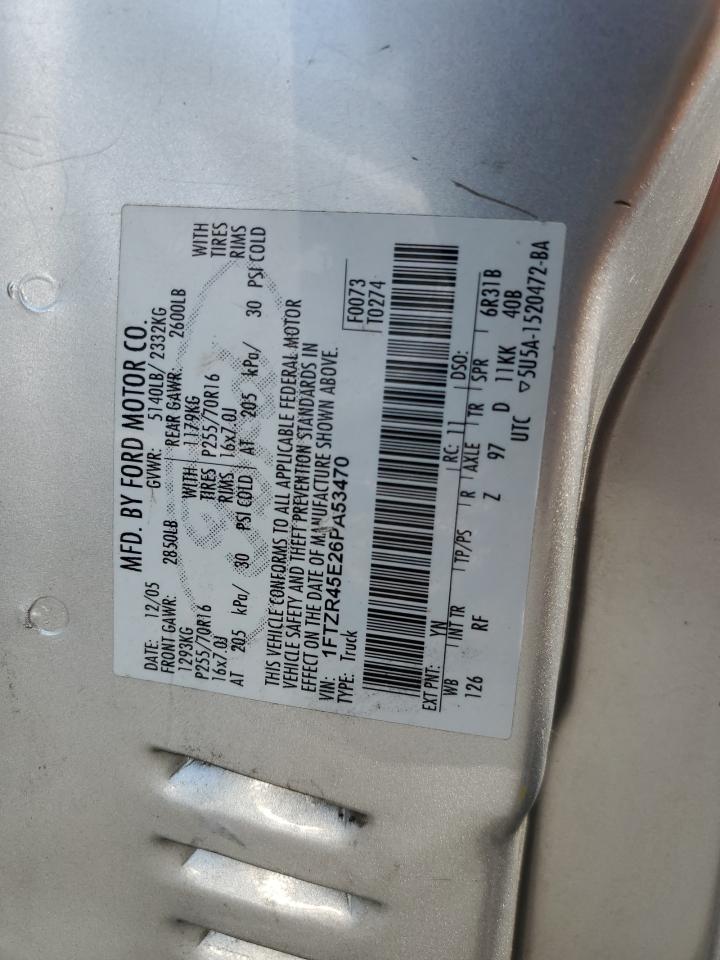 MFD. BY FORD MOTOR CO.
DATE: 12/05 GVWR: 5140LB/ 2332KG
FRONT GAWR: 2850LB REAR GAWR: 2600LB
1293KG WITH 1179KG WITH
P255/70R16 TIRES P255/70R16 TIRES
16x7.0J RIMS 16x7.0J RIMS
AT 205 kPa/ 30 PSI COLD AT 205 kPa/ 30 PSI COLD
THIS VEHICLE CONFORMS TO ALL APPLICABLE FEDERAL MOTOR
VEHICLE SAFETY AND THEFT PREVENTION STANDARDS IN
EFFECT ON THE DATE OF MANUFACTURE SHOWN ABOVE.
VIN: 1FTZR45E26PA53470 F0073
TYPE: Truck T0274
EXT PNT: YN RC: 11 DSO:
WB INT TR TP/PS R AXLE TR SPR 6R31B
126 RF Z 97 D 11KK 40B
UTC ▽5U5A-1520472-BA